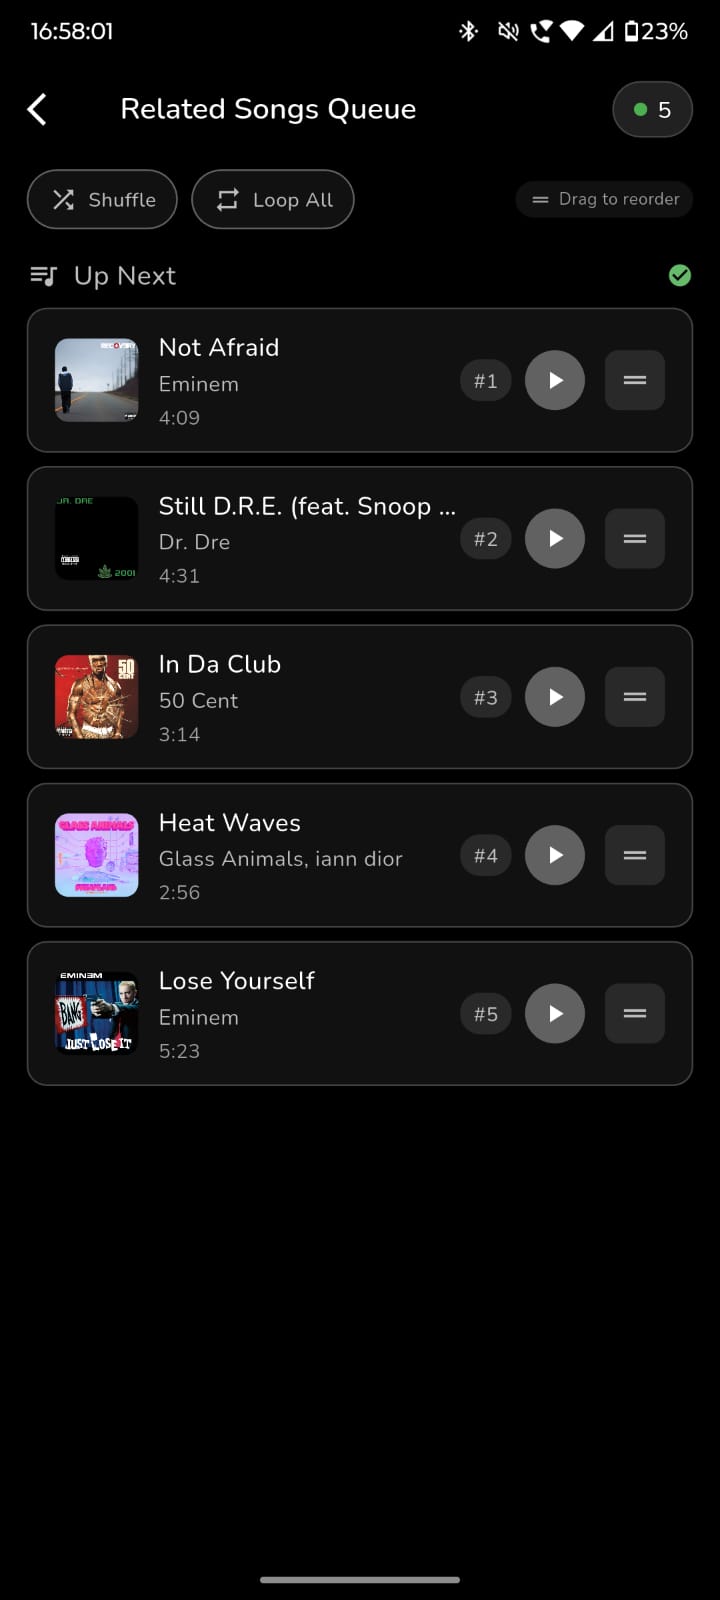 16:58:01
23%
Related Songs Queue
5
Shuffle
Loop All
Drag to reorder
Up Next
Not Afraid
Eminem
4:09
#1
DR. DRE
2001
Still D.R.E. (feat. Snoop ...
Dr. Dre
4:31
#2
50
CENT
In Da Club
50 Cent
3:14
#3
GLASS ANIMALS
DREAMLAND
Heat Waves
Glass Animals, iann dior
2:56
#4
EMINEM
BANG
JUST LOSE IT
Lose Yourself
Eminem
5:23
#5